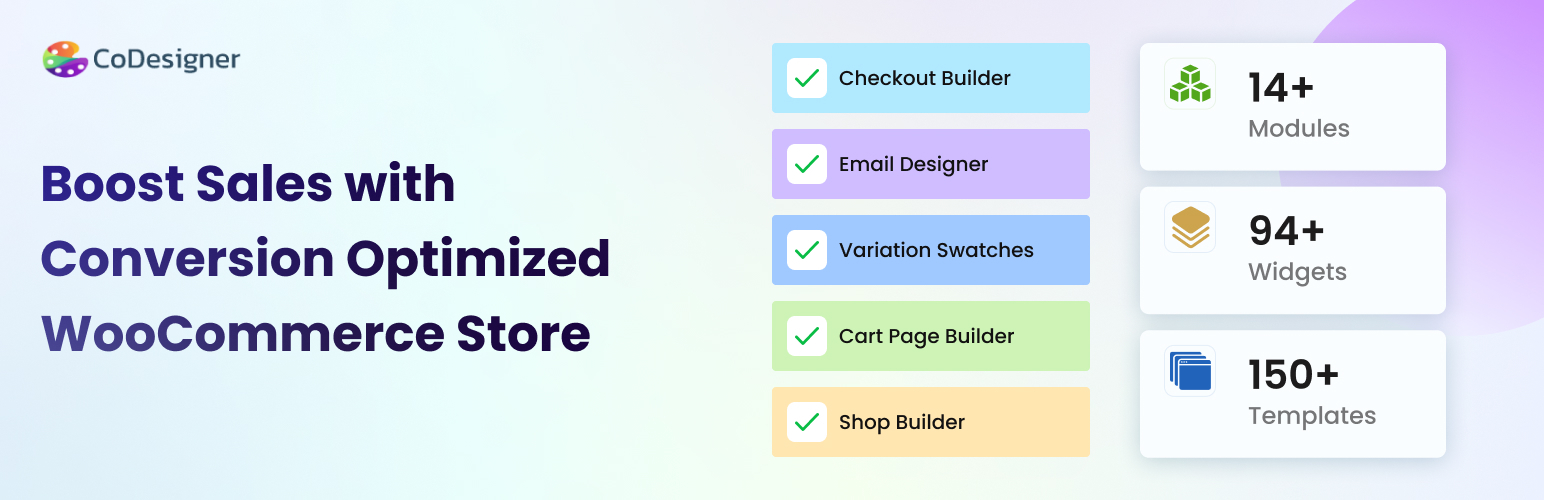 CoDesigner
Boost Sales with
Conversion Optimized
WooCommerce Store
Checkout Builder
Email Designer
Variation Swatches
Cart Page Builder
Shop Builder
14+
Modules
94+
Widgets
150+
Templates